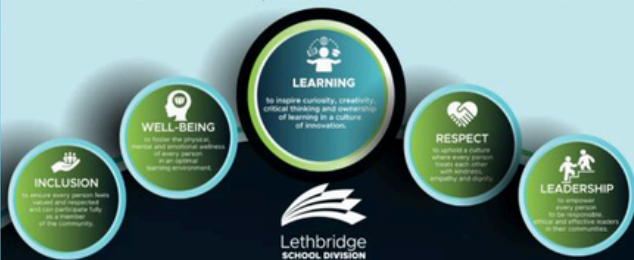 INCLUSION
to ensure every person feels
valued and respected
and can participate fully
as a member
of the community.
WELL-BEING
to foster the physical,
mental and emotional wellness
of every person
in an optimal
learning environment.
LEARNING
to inspire curiosity, creativity,
critical thinking and ownership
of learning in a culture
of innovation.
RESPECT
to uphold a culture
where every person
treats each other
with kindness,
empathy and dignity.
LEADERSHIP
to empower
every person
to be responsible,
ethical and effective leaders
in their communities.
Lethbridge
SCHOOL DIVISION